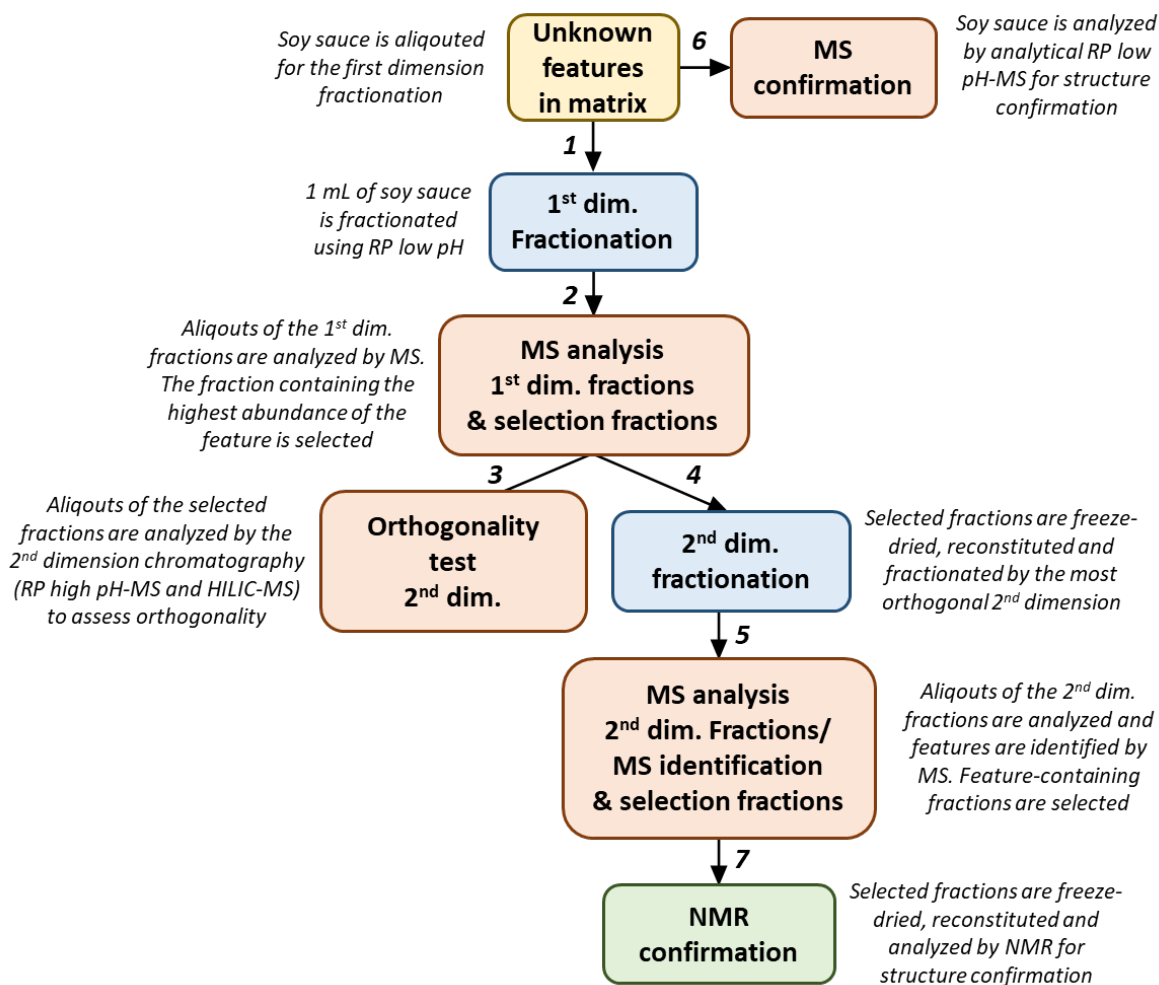 Soy sauce is aliqouted
for the first dimension
fractionation
Unknown
features
in matrix
6
MS
confirmation
Soy sauce is analyzed
by analytical RP low
pH-MS for structure
confirmation
1
1 mL of soy sauce
is fractionated
using RP low pH
1st dim.
Fractionation
2
Aliqouts of the 1st dim.
fractions are analyzed by MS.
The fraction containing the
highest abundance of the
feature is selected
MS analysis
1st dim. fractions
& selection fractions
3
4
Aliqouts of the selected
fractions are analyzed by the
2nd dimension chromatography
(RP high pH-MS and HILIC-MS)
to assess orthogonality
Orthogonality
test
2nd dim.
2nd dim.
fractionation
Selected fractions are freeze-
dried, reconstituted and
fractionated by the most
orthogonal 2nd dimension
5
MS analysis
2nd dim. Fractions/
MS identification
& selection fractions
Aliqouts of the 2nd dim.
fractions are analyzed and
features are identified by
MS. Feature-containing
fractions are selected
7
NMR
confirmation
Selected fractions are freeze-
dried, reconstituted and
analyzed by NMR for
structure confirmation